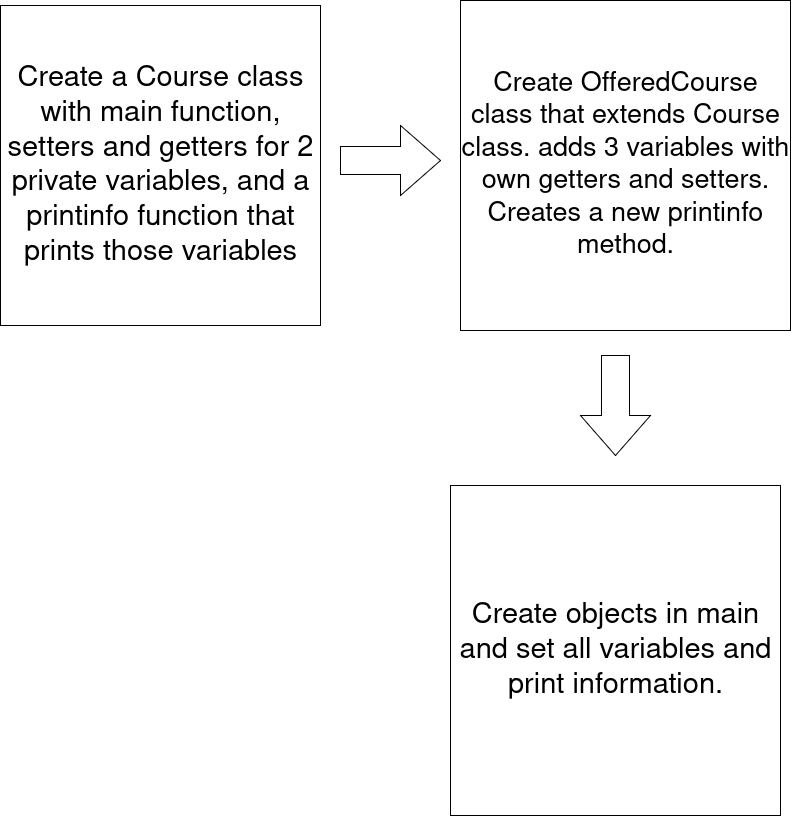 Create a Course class
with main function,
setters and getters for 2
private variables, and a
printinfo function that
prints those variables
Create OfferedCourse
class that extends Course
class. adds 3 variables with
own getters and setters.
Creates a new printinfo
method.
Create objects in main
and set all variables and
print information.